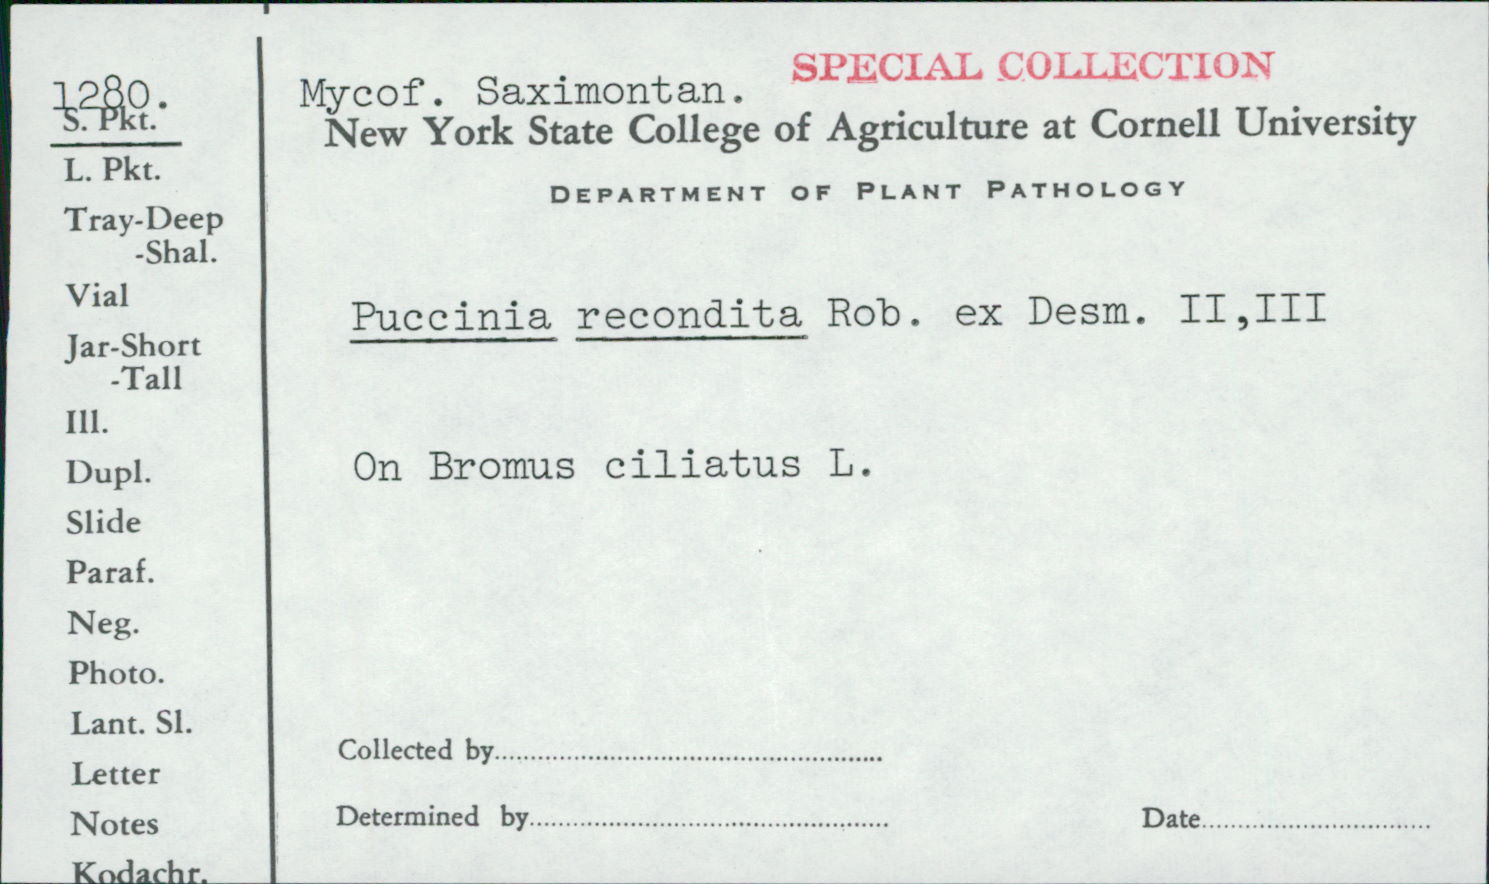 1280.
S. Pkt.
L. Pkt.
Tray-Deep
-Shal.
Vial
Jar-Short
-Tall
Ill.
Dupl.
Slide
Paraf.
Neg.
Photo.
Lant. Sl.
Letter
Notes
Kodachr.
SPECIAL COLLECTION
Mycof. Saximontan.
New York State College of Agriculture at Cornell University
DEPARTMENT OF PLANT PATHOLOGY
Puccinia recondita Rob. ex Desm. II,III
On Bromus ciliatus L.
Collected by
Determined by
Date